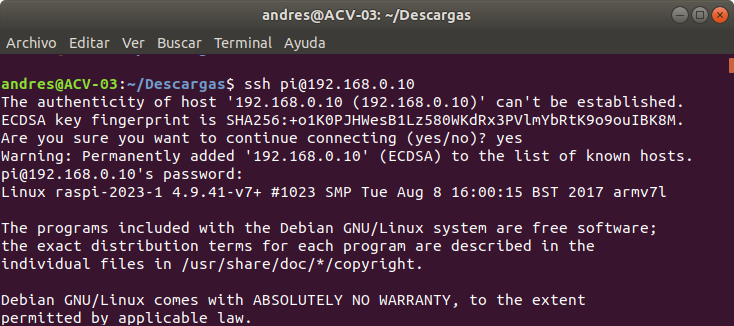 andres@ACV-03: ~/Descargas
Archivo Editar Ver Buscar Terminal Ayuda
andres@ACV-03:~/Descargas$ ssh pi@192.168.0.10
The authenticity of host '192.168.0.10 (192.168.0.10)' can't be established.
ECDSA key fingerprint is SHA256:+o1K0PJHWesB1Lz580WKdRx3PVlmYbRtK9o9ouIBK8M.
Are you sure you want to continue connecting (yes/no)? yes
Warning: Permanently added '192.168.0.10' (ECDSA) to the list of known hosts.
pi@192.168.0.10's password:
Linux raspi-2023-1 4.9.41-v7+ #1023 SMP Tue Aug 8 16:00:15 BST 2017 armv7l
The programs included with the Debian GNU/Linux system are free software;
the exact distribution terms for each program are described in the
individual files in /usr/share/doc/*/copyright.
Debian GNU/Linux comes with ABSOLUTELY NO WARRANTY, to the extent
permitted by applicable law.